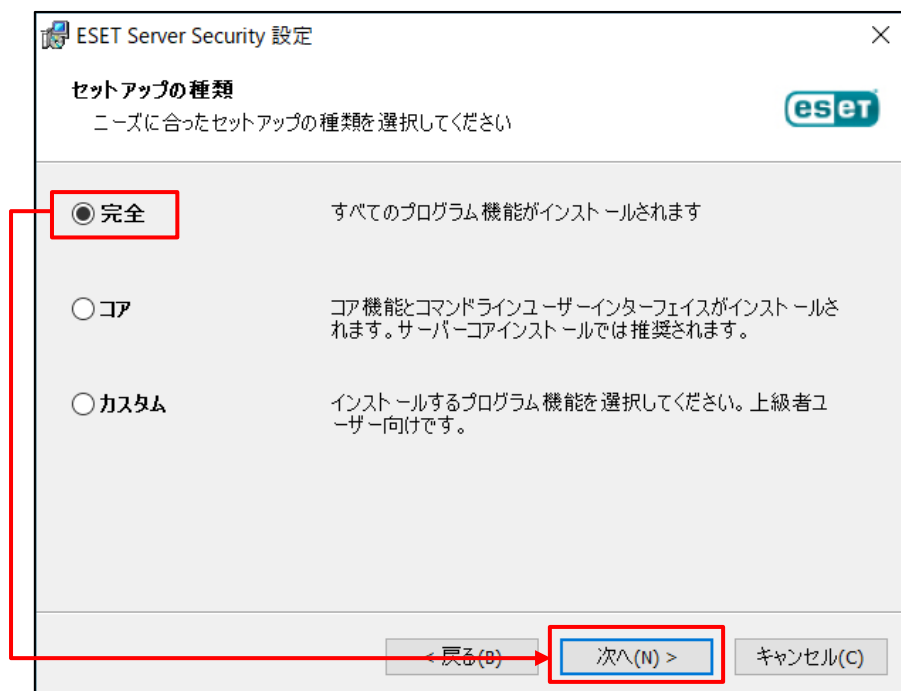 ESET Server Security 設定
セットアップの種類
ニーズに合ったセットアップの種類を選択してください
eset
完全
すべてのプログラム機能がインストールされます
コア
コア機能とコマンドラインユーザーインターフェイスがインストールさ
れます。サーバーコアインストールでは推奨されます。
カスタム
インストールするプログラム機能を選択してください。上級者ユ
ーザー向けです。
< 戻る(B)
次へ(N) >
キャンセル(C)